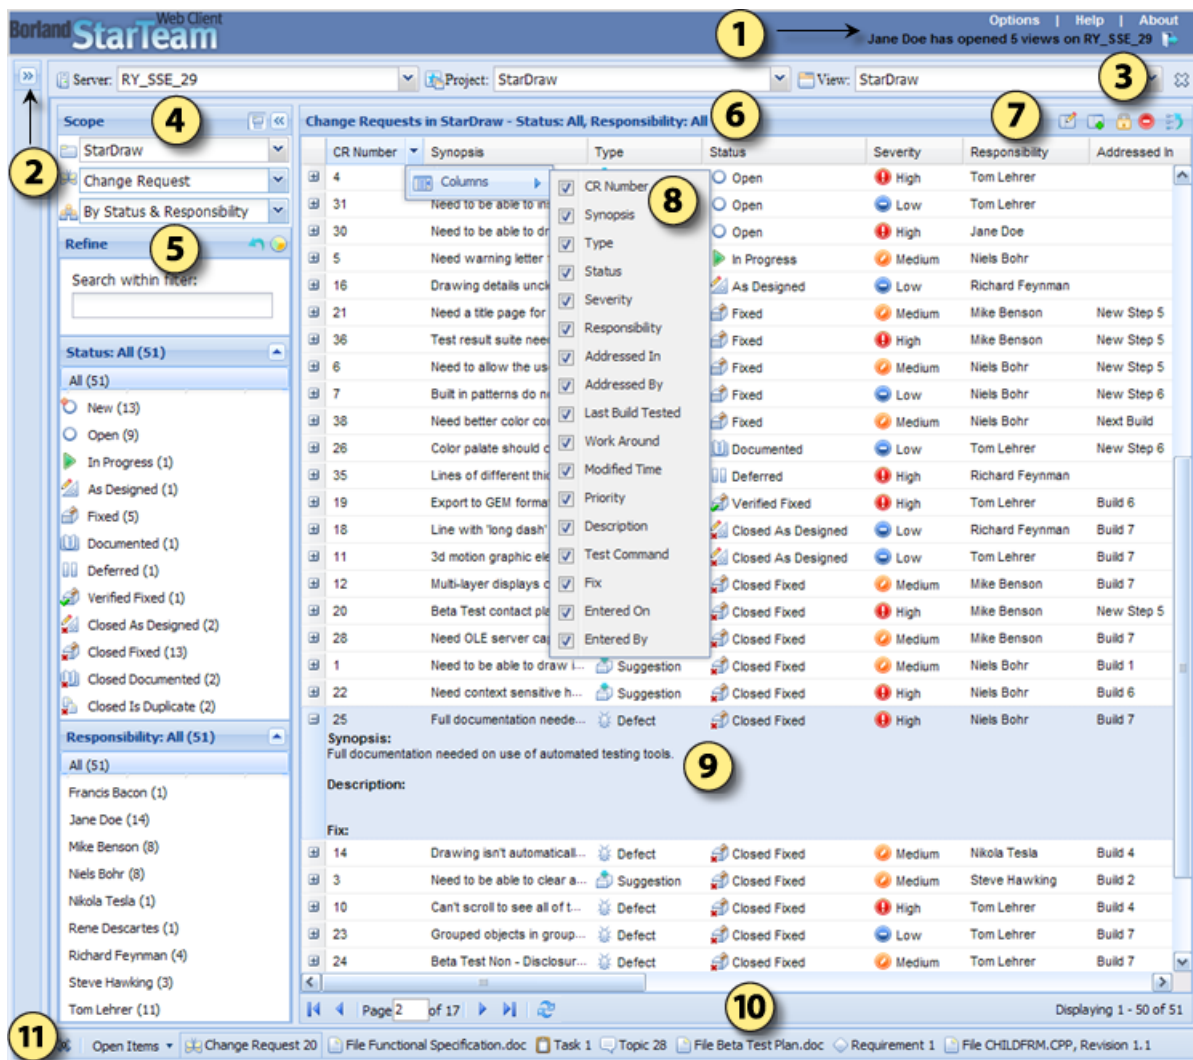 Borland StarTeam Web Client
Options | Help | About
1
Jane Doe has opened 5 views on RY_SSE_29
Server: RY_SSE_29 Project: StarDraw View: StarDraw 3
2
Scope 4
StarDraw
Change Request
By Status & Responsibility
Refine 5
Search within filter:
Status: All (51)
All (51)
New (13)
Open (9)
In Progress (1)
As Designed (1)
Fixed (5)
Documented (1)
Deferred (1)
Verified Fixed (1)
Closed As Designed (2)
Closed Fixed (13)
Closed Documented (2)
Closed Is Duplicate (2)
Responsibility: All (51)
All (51)
Francis Bacon (1)
Jane Doe (14)
Mike Benson (8)
Niels Bohr (8)
Nikola Tesla (1)
Rene Descartes (1)
Richard Feynman (4)
Steve Hawking (3)
Tom Lehrer (11)
Change Requests in StarDraw - Status: All, Responsibility: All 6 7
CR Number Synopsis Type Status Severity Responsibility Addressed In
4 Open High Tom Lehrer
31 Need to be able to ins Open Low Tom Lehrer
30 Need to be able to dr Open High Jane Doe
5 Need warning letter In Progress Medium Niels Bohr
16 Drawing details uncl As Designed Low Richard Feynman
21 Need a title page for Fixed Medium Mike Benson New Step 5
36 Test result suite nee Fixed High Mike Benson New Step 5
6 Need to allow the us Fixed Medium Niels Bohr New Step 5
7 Built in patterns do n Fixed Low Niels Bohr New Step 5
38 Need better color co Fixed Medium Niels Bohr Next Build
26 Color palate should c Documented Low Tom Lehrer New Step 6
35 Lines of different thic Deferred High Richard Feynman
19 Export to GEM forma Verified Fixed High Tom Lehrer Build 6
18 Line with 'long dash' Closed As Designed Low Richard Feynman Build 7
11 3d motion graphic ele Closed As Designed Low Tom Lehrer Build 7
12 Multi-layer displays c Closed Fixed Medium Mike Benson Build 7
20 Beta Test contact pla Closed Fixed Medium Mike Benson New Step 5
28 Need OLE server cap Closed Fixed Medium Mike Benson Build 7
1 Need to be able to draw i... Suggestion Closed Fixed Medium Niels Bohr Build 1
22 Need context sensitive h... Suggestion Closed Fixed High Niels Bohr Build 6
25 Full documentation neede... Defect Closed Fixed High Niels Bohr Build 7
Columns
CR Number 8
Synopsis
Type
Status
Severity
Responsibility
Addressed In
Addressed By
Last Build Tested
Work Around
Modified Time
Priority
Description
Test Command
Fix
Entered On
Entered By
Synopsis:
Full documentation needed on use of automated testing tools.
9
Description:
Fix:
14 Drawing isn't automaticall... Defect Closed Fixed Medium Nikola Tesla Build 4
3 Need to be able to clear a... Suggestion Closed Fixed Medium Steve Hawking Build 2
10 Can't scroll to see all of t... Defect Closed Fixed High Tom Lehrer Build 4
23 Grouped objects in group... Defect Closed Fixed Low Tom Lehrer Build 7
24 Beta Test Non - Disclosur... Defect Closed Fixed Medium Tom Lehrer Build 7
Page 2 of 17 10 Displaying 1 - 50 of 51
11 Open Items Change Request 20 File Functional Specification.doc Task 1 Topic 28 File Beta Test Plan.doc Requirement 1 File CHILDFRM.CPP, Revision 1.1